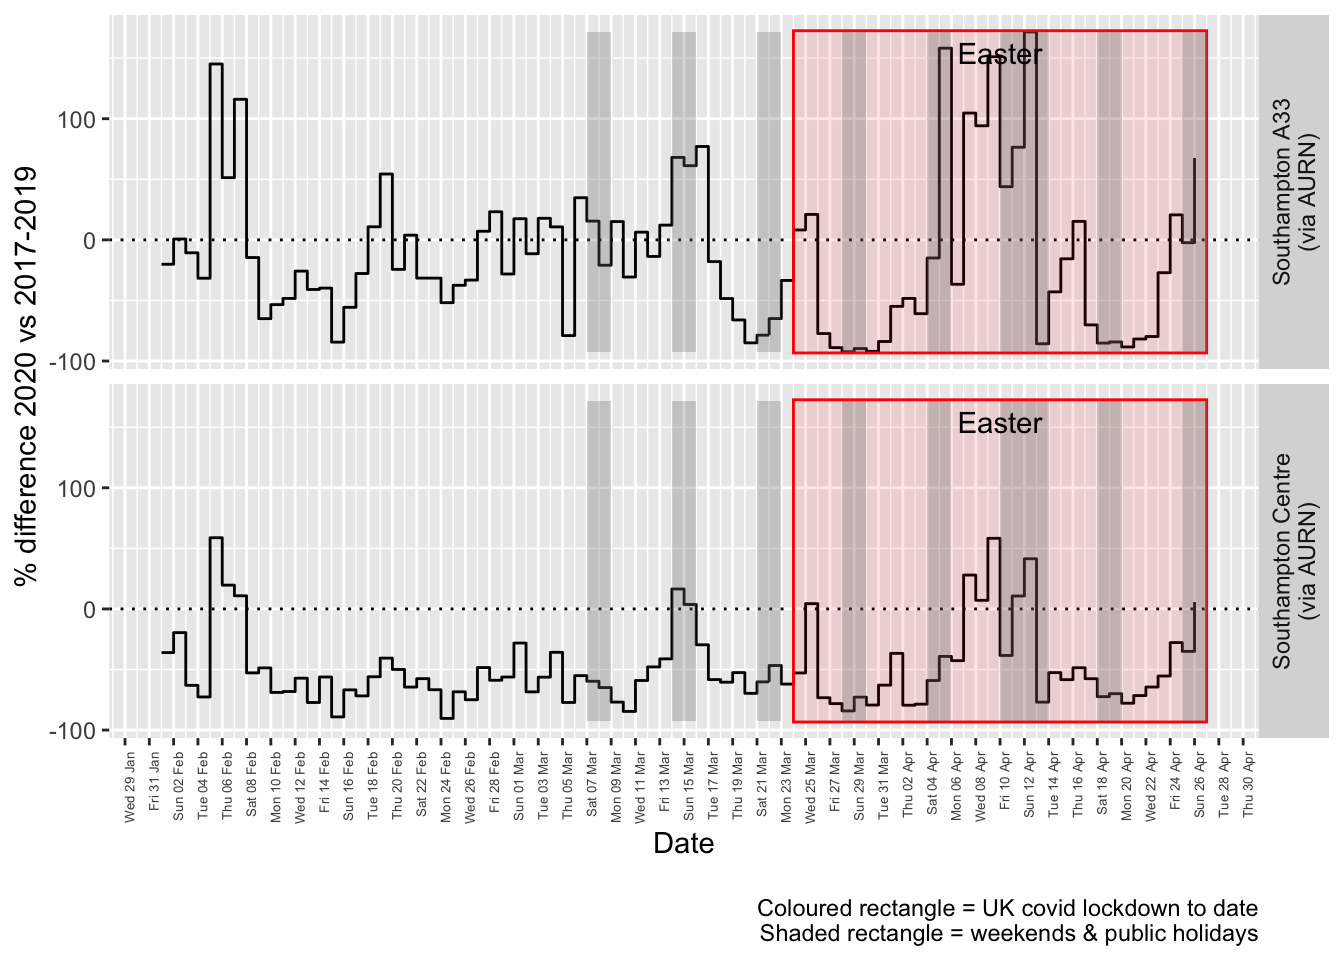 % difference 2020 vs 2017-2019
100
0
-100
Easter
Southampton A33
(via AURN)
100
0
-100
Easter
Southampton Centre
(via AURN)
Wed 29 Jan
Fri 31 Jan
Sun 02 Feb
Tue 04 Feb
Thu 06 Feb
Sat 08 Feb
Mon 10 Feb
Wed 12 Feb
Fri 14 Feb
Sun 16 Feb
Tue 18 Feb
Thu 20 Feb
Sat 22 Feb
Mon 24 Feb
Wed 26 Feb
Fri 28 Feb
Sun 01 Mar
Tue 03 Mar
Thu 05 Mar
Sat 07 Mar
Mon 09 Mar
Wed 11 Mar
Fri 13 Mar
Sun 15 Mar
Tue 17 Mar
Thu 19 Mar
Sat 21 Mar
Mon 23 Mar
Wed 25 Mar
Fri 27 Mar
Sun 29 Mar
Tue 31 Mar
Thu 02 Apr
Sat 04 Apr
Mon 06 Apr
Wed 08 Apr
Fri 10 Apr
Sun 12 Apr
Tue 14 Apr
Thu 16 Apr
Sat 18 Apr
Mon 20 Apr
Wed 22 Apr
Fri 24 Apr
Sun 26 Apr
Tue 28 Apr
Thu 30 Apr
Date
Coloured rectangle = UK covid lockdown to date
Shaded rectangle = weekends & public holidays